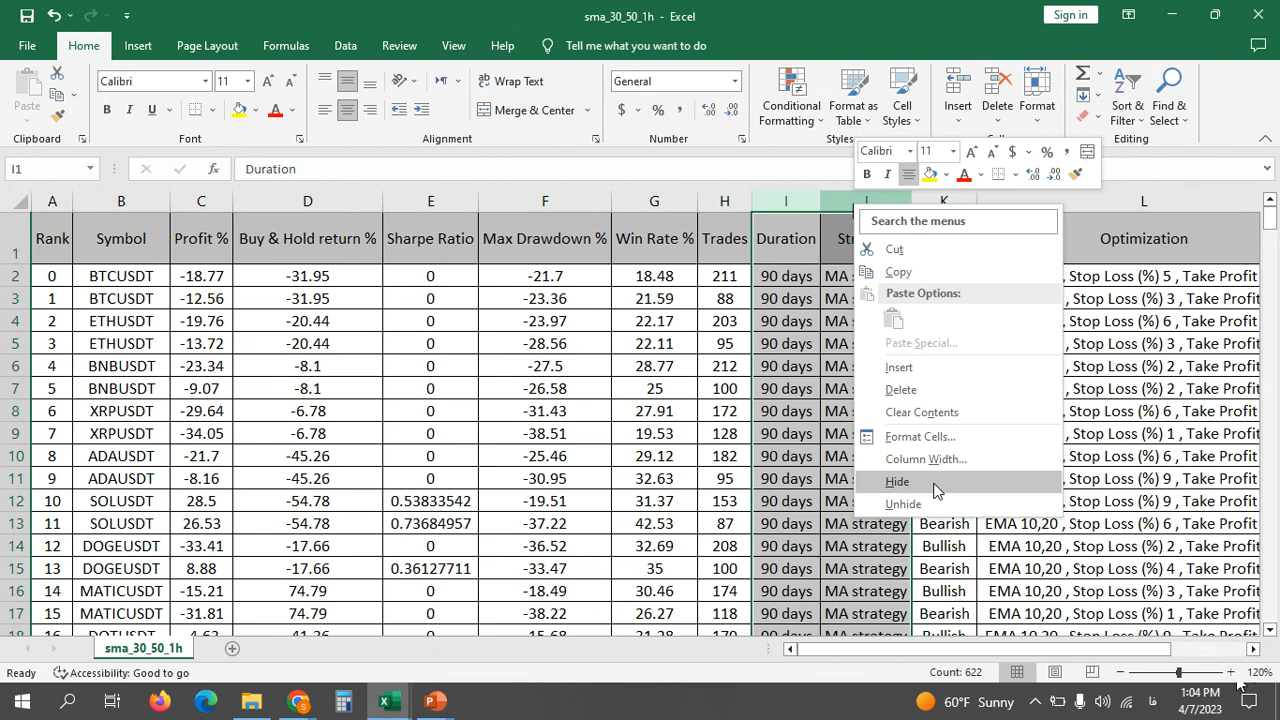 sma_30_50_1h - Excel
Sign in
File Home Insert Page Layout Formulas Data Review View Help Tell me what you want to do
Paste
Calibri 11
Wrap Text
General
Merge & Center
Conditional Formatting
Format as Table
Cell Styles
Insert
Delete
Format
Sort & Filter
Find & Select
Clipboard Font Alignment Number Styles Editing
I1 Duration
Calibri 11
A B C D E F G H I J K L
1 Rank Symbol Profit % Buy & Hold return % Sharpe Ratio Max Drawdown % Win Rate % Trades Duration Optimization
2 0 BTCUSDT -18.77 -31.95 0 -21.7 18.48 211 90 days MA , Stop Loss (%) 5 , Take Profit
3 1 BTCUSDT -12.56 -31.95 0 -23.36 21.59 88 90 days MA , Stop Loss (%) 3 , Take Profit
4 2 ETHUSDT -19.76 -20.44 0 -23.97 22.17 203 90 days MA , Stop Loss (%) 6 , Take Profit
5 3 ETHUSDT -13.72 -20.44 0 -28.56 22.11 95 90 days MA , Stop Loss (%) 3 , Take Profit
6 4 BNBUSDT -23.34 -8.1 0 -27.5 28.77 212 90 days MA , Stop Loss (%) 2 , Take Profit
7 5 BNBUSDT -9.07 -8.1 0 -26.58 25 100 90 days MA , Stop Loss (%) 3 , Take Profit
8 6 XRPUSDT -29.64 -6.78 0 -31.43 27.91 172 90 days MA , Stop Loss (%) 6 , Take Profit
9 7 XRPUSDT -34.05 -6.78 0 -38.51 19.53 128 90 days MA , Stop Loss (%) 1 , Take Profit
10 8 ADAUSDT -21.7 -45.26 0 -25.46 29.12 182 90 days MA , Stop Loss (%) 6 , Take Profit
11 9 ADAUSDT -8.16 -45.26 0 -30.95 32.63 95 90 days MA , Stop Loss (%) 9 , Take Profit
12 10 SOLUSDT 28.5 -54.78 0.53833542 -19.51 31.37 153 90 days MA , Stop Loss (%) 9 , Take Profit
13 11 SOLUSDT 26.53 -54.78 0.73684957 -37.22 42.53 87 90 days MA strategy Bearish EMA 10,20 , Stop Loss (%) 6 , Take Profit
14 12 DOGEUSDT -33.41 -17.66 0 -36.52 32.69 208 90 days MA strategy Bullish EMA 10,20 , Stop Loss (%) 2 , Take Profit
15 13 DOGEUSDT 8.88 -17.66 0.36127711 -33.47 35 100 90 days MA strategy Bearish EMA 10,20 , Stop Loss (%) 4 , Take Profit
16 14 MATICUSDT -15.21 74.79 0 -18.49 30.46 174 90 days MA strategy Bullish EMA 10,20 , Stop Loss (%) 3 , Take Profit
17 15 MATICUSDT -31.81 74.79 0 -38.22 26.27 118 90 days MA strategy Bearish EMA 10,20 , Stop Loss (%) 1 , Take Profit
Search the menus
Cut
Copy
Paste Options:
Paste Special...
Insert
Delete
Clear Contents
Format Cells...
Column Width...
Hide
Unhide
sma_30_50_1h
Ready Accessibility: Good to go Count: 622 120%
60°F Sunny
فا
1:04 PM
4/7/2023